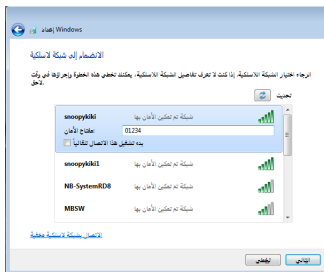 إعداد Windows
الانضمام إلى شبكة لاسلكية
الرجاء اختيار الشبكة اللاسلكية. إذا كنت لا تعرف تفاصيل الشبكة اللاسلكية، يمكنك تخطي هذه الخطوة وإجراؤها في وقت
لاحق.
تحديث
snoopykiki شبكة تم تمكين الأمان بها
مفتاح الأمان: 01234
بدء تشغيل هذا الاتصال تلقائياً
snoopykiki1 شبكة تم تمكين الأمان بها
NB-SystemRD8 شبكة تم تمكين الأمان بها
MBSW شبكة تم تمكين الأمان بها
الاتصال بشبكة لاسلكية مخفية
التالي تخطي